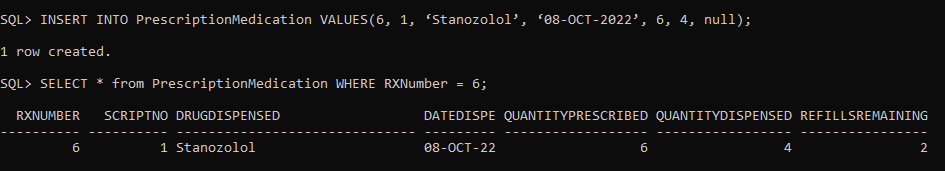 SQL> INSERT INTO PrescriptionMedication VALUES(6, 1, ‘Stanozolol’, ‘08-OCT-2022’, 6, 4, null);
1 row created.
SQL> SELECT * from PrescriptionMedication WHERE RXNumber = 6;
RXNUMBER SCRIPTNO DRUGDISPENSED DATEDISPE QUANTITYPRESCRIBED QUANTITYDISPENSED REFILLSREMAINING
---------- ---------- ------------------------------ --------- ------------------ ----------------- ----------------
6 1 Stanozolol 08-OCT-22 6 4 2